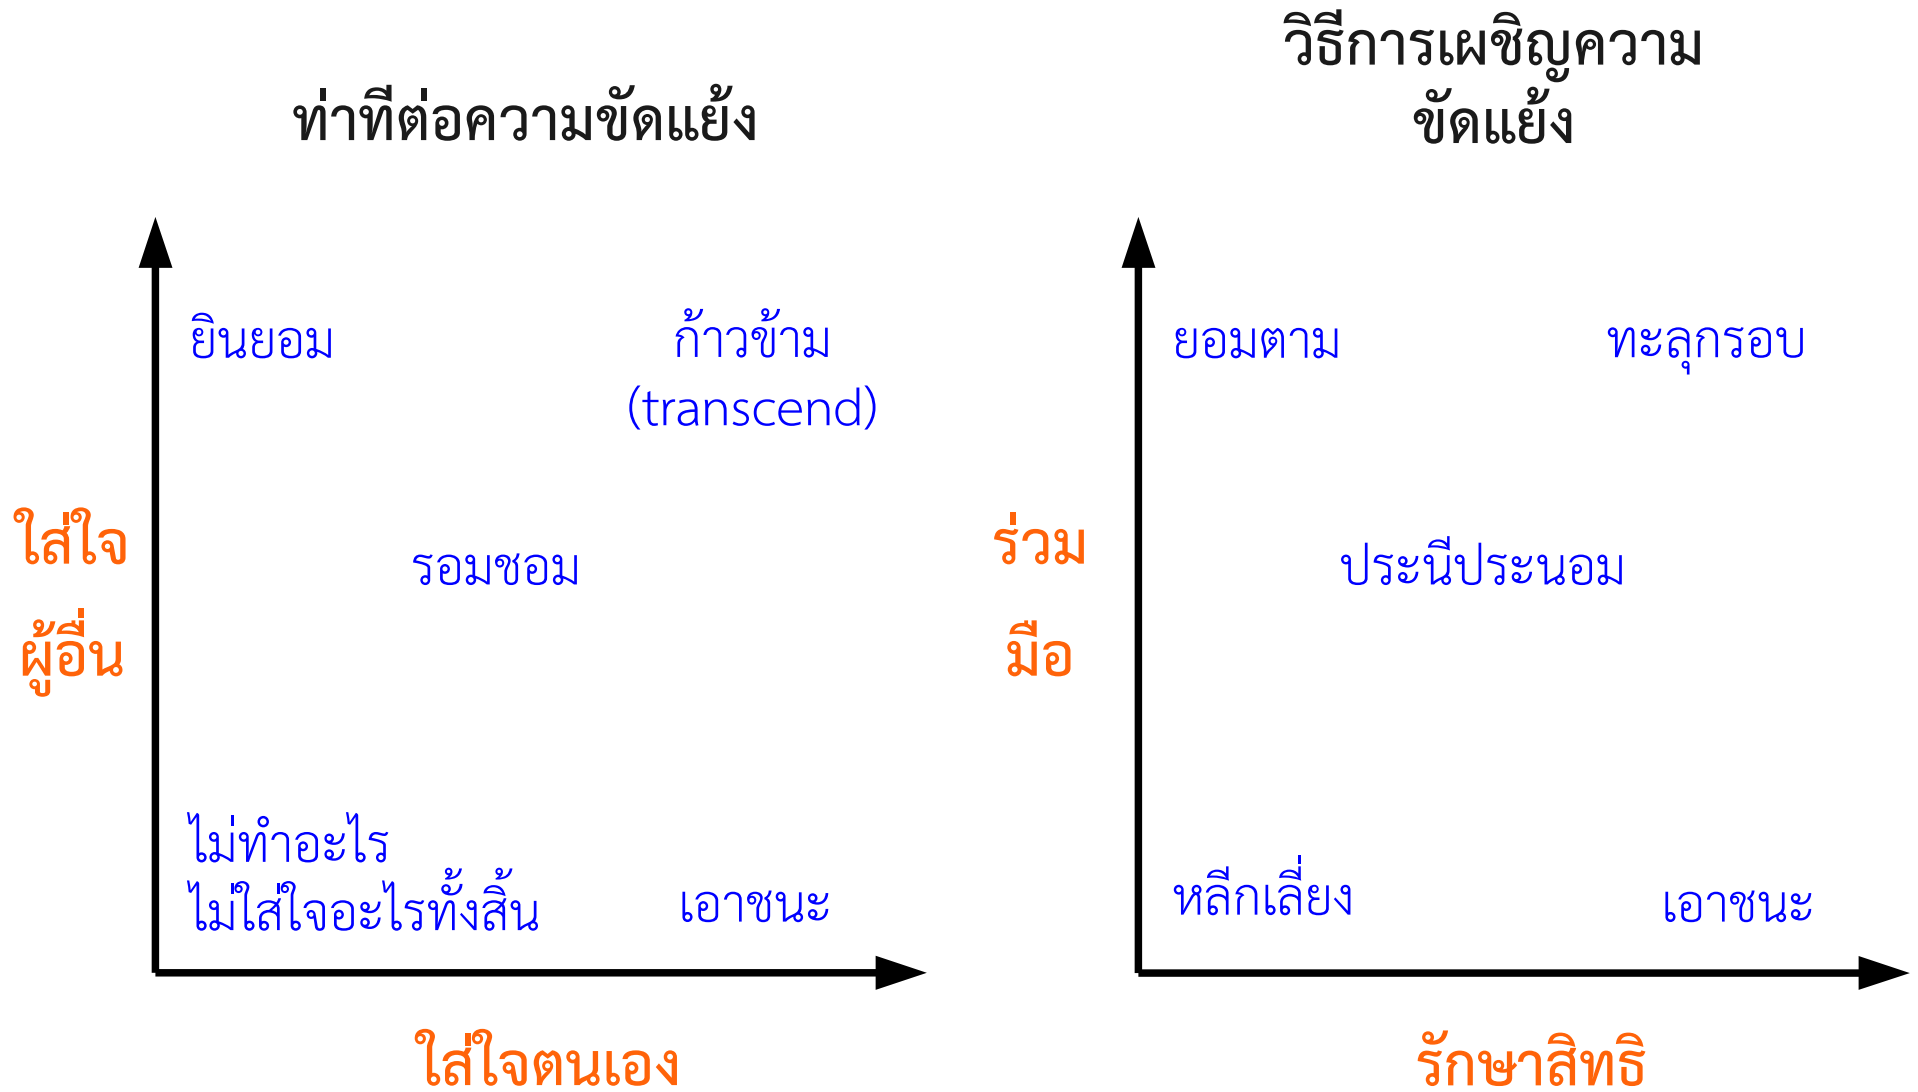 ท่าทีต่อความขัดแย้ง
ยินยอม
ก้าวข้าม
(transcend)
ใส่ใจ
ผู้อื่น
รอมชอม
ไม่ทำอะไร
ไม่ใส่ใจอะไรทั้งสิ้น
เอาชนะ
ใส่ใจตนเอง
วิธีการเผชิญความ
ขัดแย้ง
ยอมตาม
ทะลุกรอบ
ร่วม
มือ
ประนีประนอม
หลีกเลี่ยง
เอาชนะ
รักษาสิทธิ